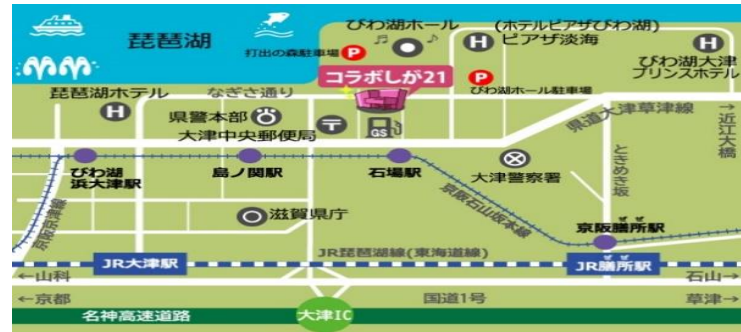 びわ湖ホール
(ホテルピアザびわ湖)
ピアザ淡海
H
琵琶湖
打出の森駐車場 P
H
びわ湖大津
プリンスホテル
コラボしが21
P
びわ湖ホール駐車場
琵琶湖ホテル
なぎさ通り
H
県警本部
大津中央郵便局
GS
県道大津草津線
→近江大橋
びわ湖
浜大津駅
島ノ関駅
石場駅
大津警察署
ときめき坂
京阪京津線
滋賀県庁
京阪石山坂本線
ぜぜ
京阪膳所駅
JR琵琶湖線(東海道線)
JR大津駅
ぜぜ
JR膳所駅
←山科
石山→
←京都
国道1号
草津→
名神高速道路
大津IC